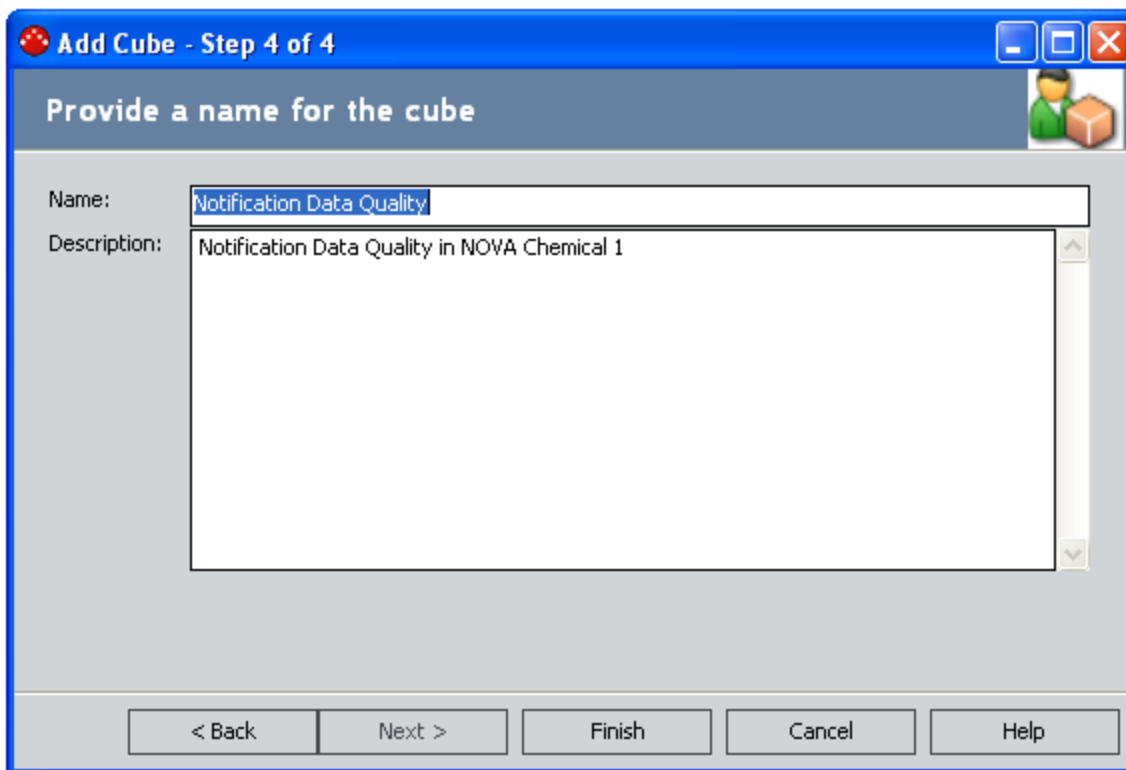 Add Cube - Step 4 of 4
Provide a name for the cube
Name: Notification Data Quality
Description: Notification Data Quality in NOVA Chemical 1
< Back Next > Finish Cancel Help